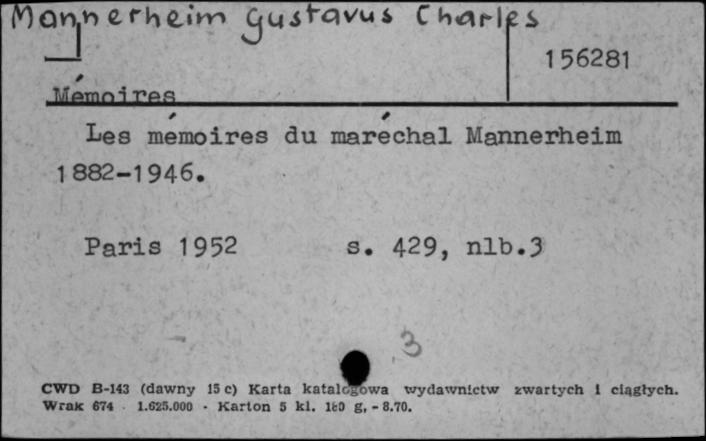 Mannerheim Gustavus Charles
156281
Mémoires
Les mémoires du maréchal Mannerheim
1882-1946.
Paris 1952 s. 429, nlb.3
3
CWD B-143 (dawny 15 c) Karta katalogowa wydawnictw zwartych i ciągłych.
Wrak 674 · 1.625.000 · Karton 5 kl. 180 g, - 8.70.